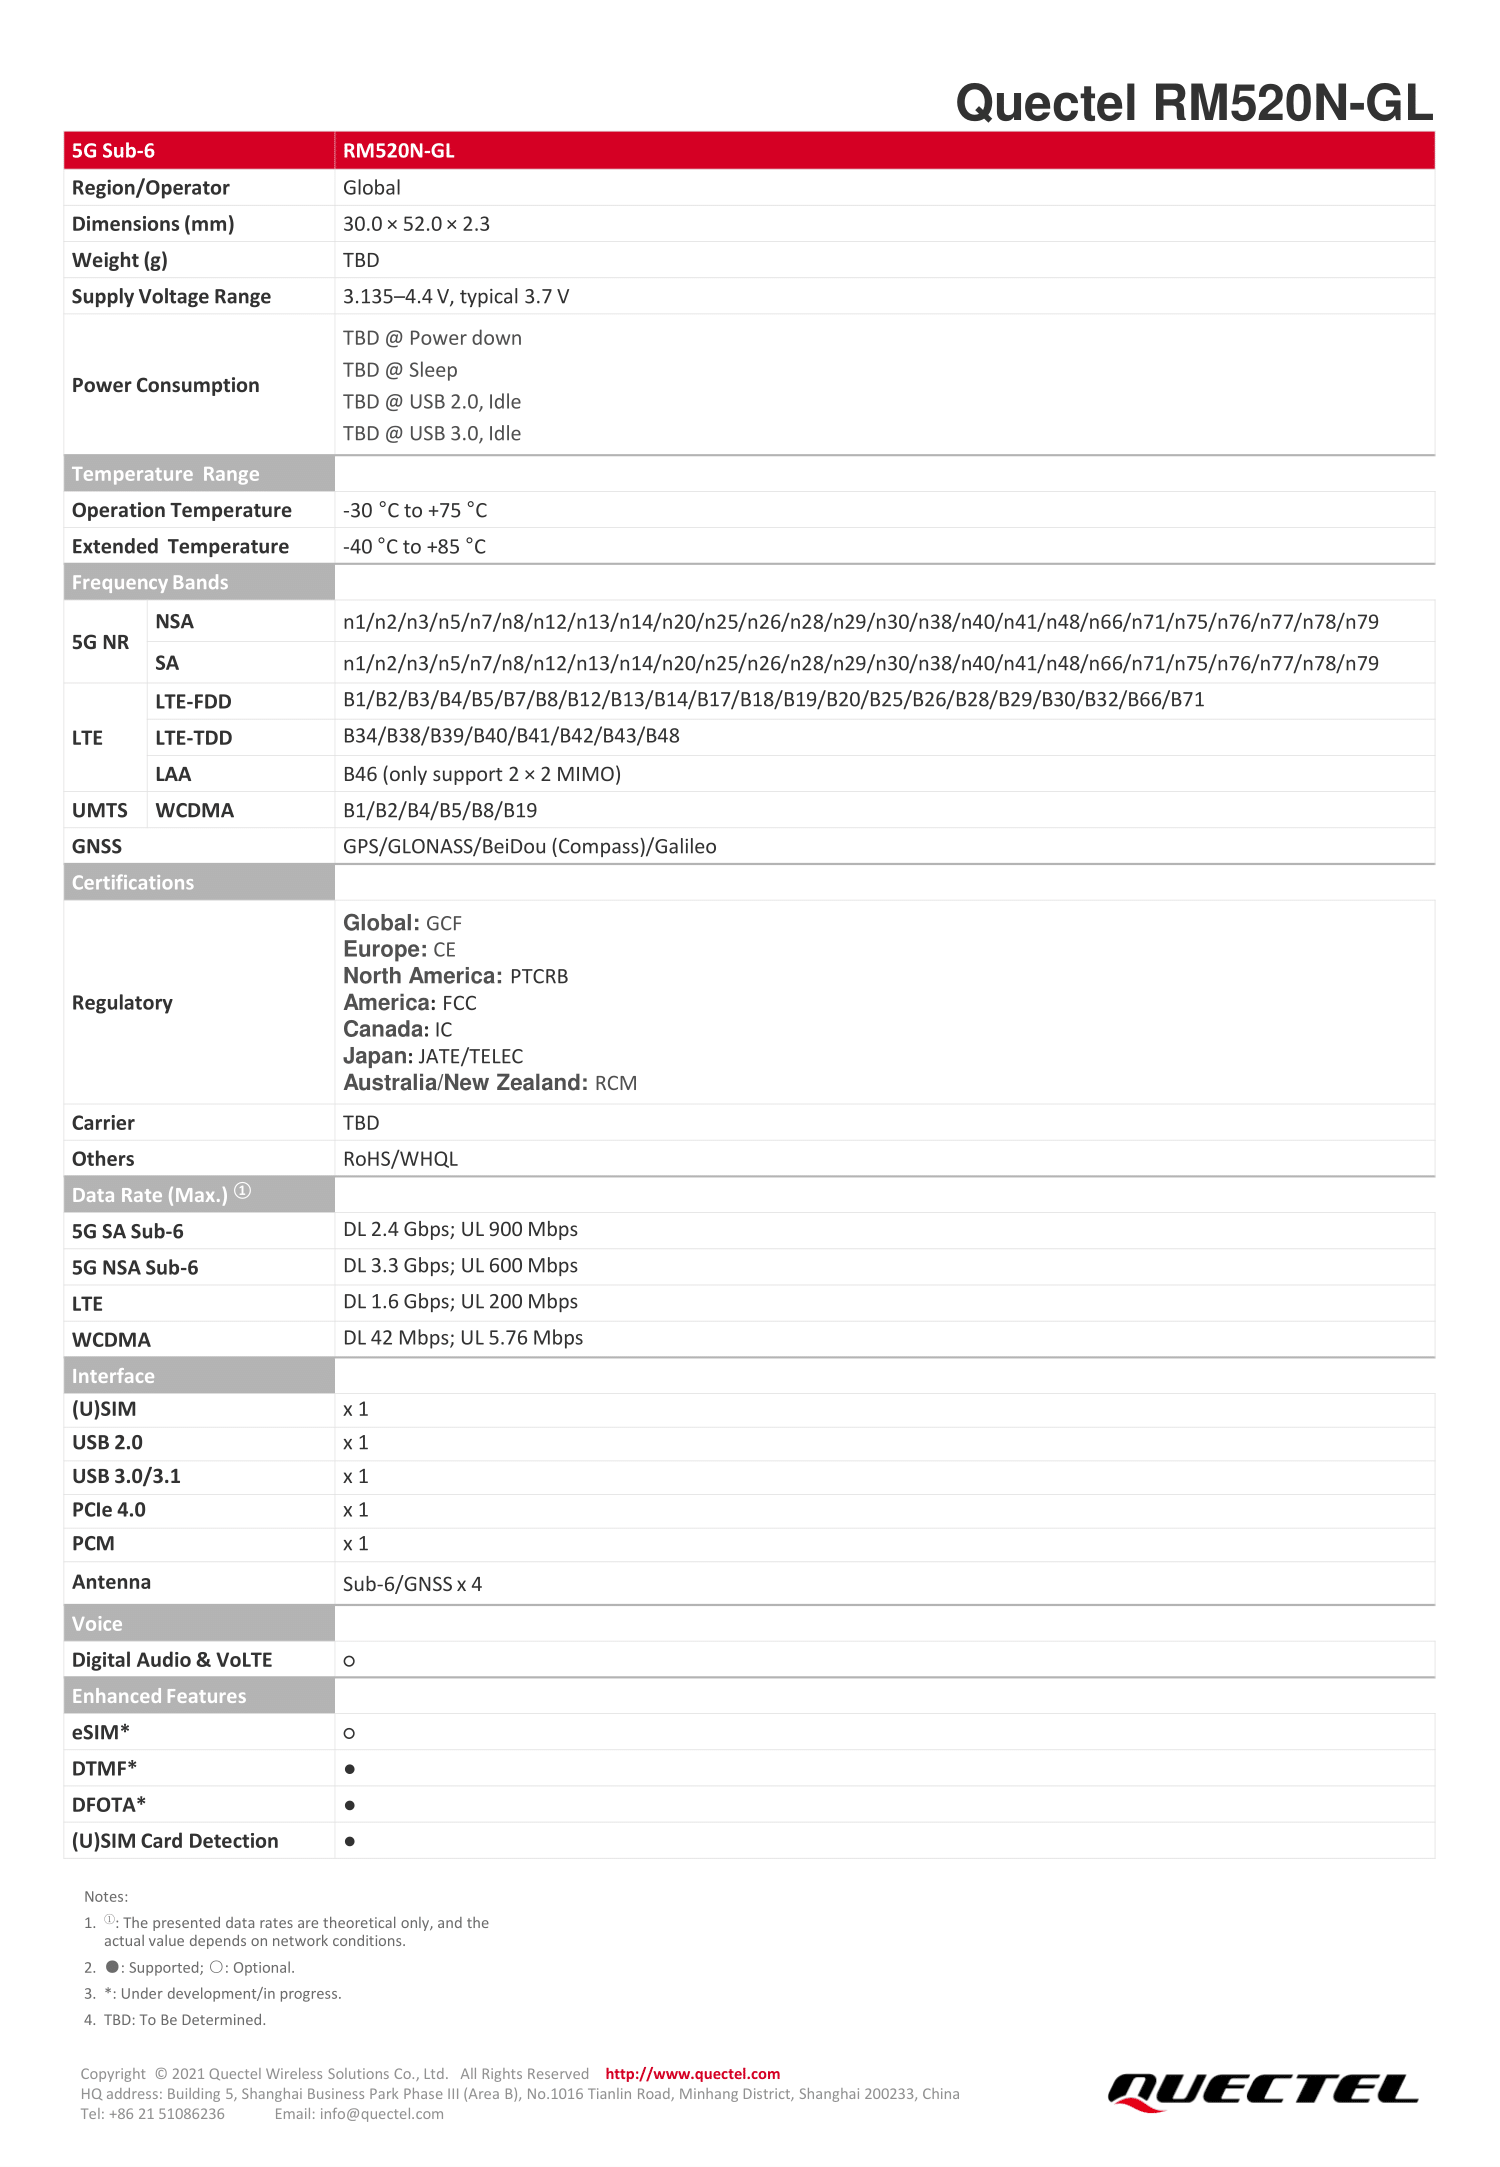 Quectel RM520N-GL
5G Sub-6 RM520N-GL
Region/Operator Global
Dimensions (mm) 30.0 × 52.0 × 2.3
Weight (g) TBD
Supply Voltage Range 3.135–4.4 V, typical 3.7 V
Power Consumption
TBD @ Power down
TBD @ Sleep
TBD @ USB 2.0, Idle
TBD @ USB 3.0, Idle
Temperature Range
Operation Temperature -30 °C to +75 °C
Extended Temperature -40 °C to +85 °C
Frequency Bands
5G NR
NSA n1/n2/n3/n5/n7/n8/n12/n13/n14/n20/n25/n26/n28/n29/n30/n38/n40/n41/n48/n66/n71/n75/n76/n77/n78/n79
SA n1/n2/n3/n5/n7/n8/n12/n13/n14/n20/n25/n26/n28/n29/n30/n38/n40/n41/n48/n66/n71/n75/n76/n77/n78/n79
LTE
LTE-FDD B1/B2/B3/B4/B5/B7/B8/B12/B13/B14/B17/B18/B19/B20/B25/B26/B28/B29/B30/B32/B66/B71
LTE-TDD B34/B38/B39/B40/B41/B42/B43/B48
LAA B46 (only support 2 × 2 MIMO)
UMTS WCDMA B1/B2/B4/B5/B8/B19
GNSS GPS/GLONASS/BeiDou (Compass)/Galileo
Certifications
Regulatory
Global: GCF
Europe: CE
North America: PTCRB
America: FCC
Canada: IC
Japan: JATE/TELEC
Australia/New Zealand: RCM
Carrier TBD
Others RoHS/WHQL
Data Rate (Max.) ①
5G SA Sub-6 DL 2.4 Gbps; UL 900 Mbps
5G NSA Sub-6 DL 3.3 Gbps; UL 600 Mbps
LTE DL 1.6 Gbps; UL 200 Mbps
WCDMA DL 42 Mbps; UL 5.76 Mbps
Interface
(U)SIM x 1
USB 2.0 x 1
USB 3.0/3.1 x 1
PCIe 4.0 x 1
PCM x 1
Antenna Sub-6/GNSS x 4
Voice
Digital Audio & VoLTE ○
Enhanced Features
eSIM* ○
DTMF* ●
DFOTA* ●
(U)SIM Card Detection ●
Notes:
1. ①: The presented data rates are theoretical only, and the
actual value depends on network conditions.
2. ●: Supported; ○: Optional.
3. *: Under development/in progress.
4. TBD: To Be Determined.
Copyright © 2021 Quectel Wireless Solutions Co., Ltd. All Rights Reserved http://www.quectel.com
HQ address: Building 5, Shanghai Business Park Phase III (Area B), No.1016 Tianlin Road, Minhang District, Shanghai 200233, China
Tel: +86 21 51086236 Email: info@quectel.com
QUECTEL